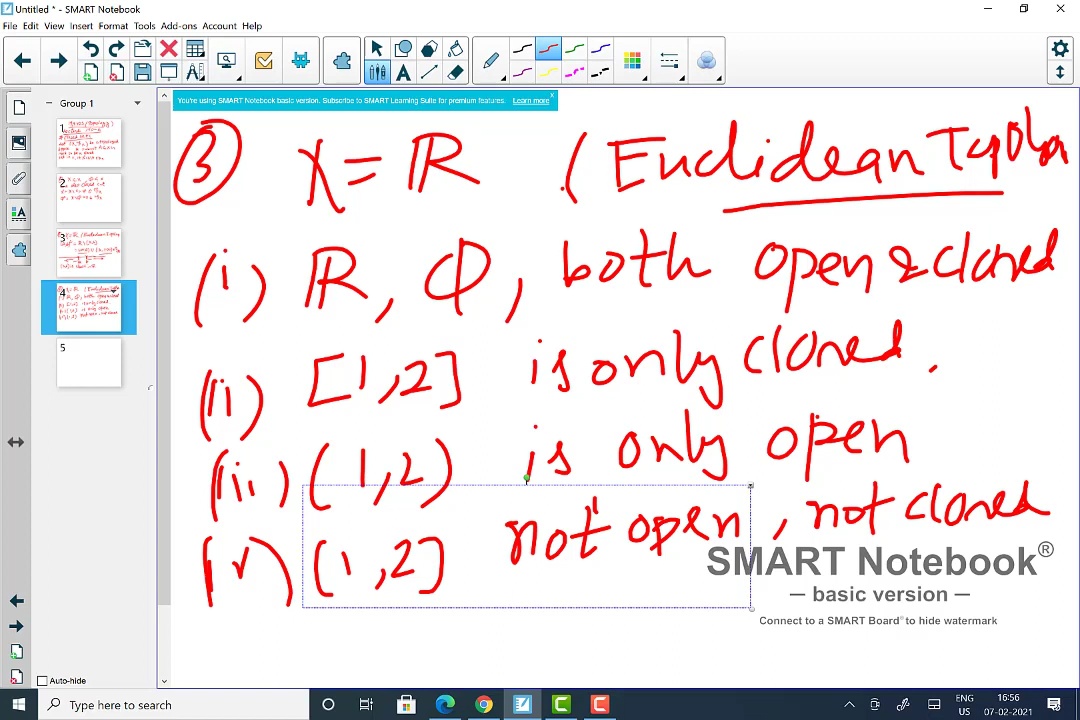 Untitled * - SMART Notebook
File Edit View Insert Format Tools Add-ons Account Help
Group 1
You're using SMART Notebook basic version. Subscribe to SMART Learning Suite for premium features. Learn more x
③ X = ℝ (Euclidean Topolo
(i) ℝ, Φ, both open & closed
(ii) [1,2] is only closed.
(iii) (1,2) is only open
(iv) (1,2] not open, not closed
1
2
3
4
5
SMART Notebook®
— basic version —
Connect to a SMART Board® to hide watermark
Auto-hide
Type here to search
ENG
US
16:56
07-02-2021